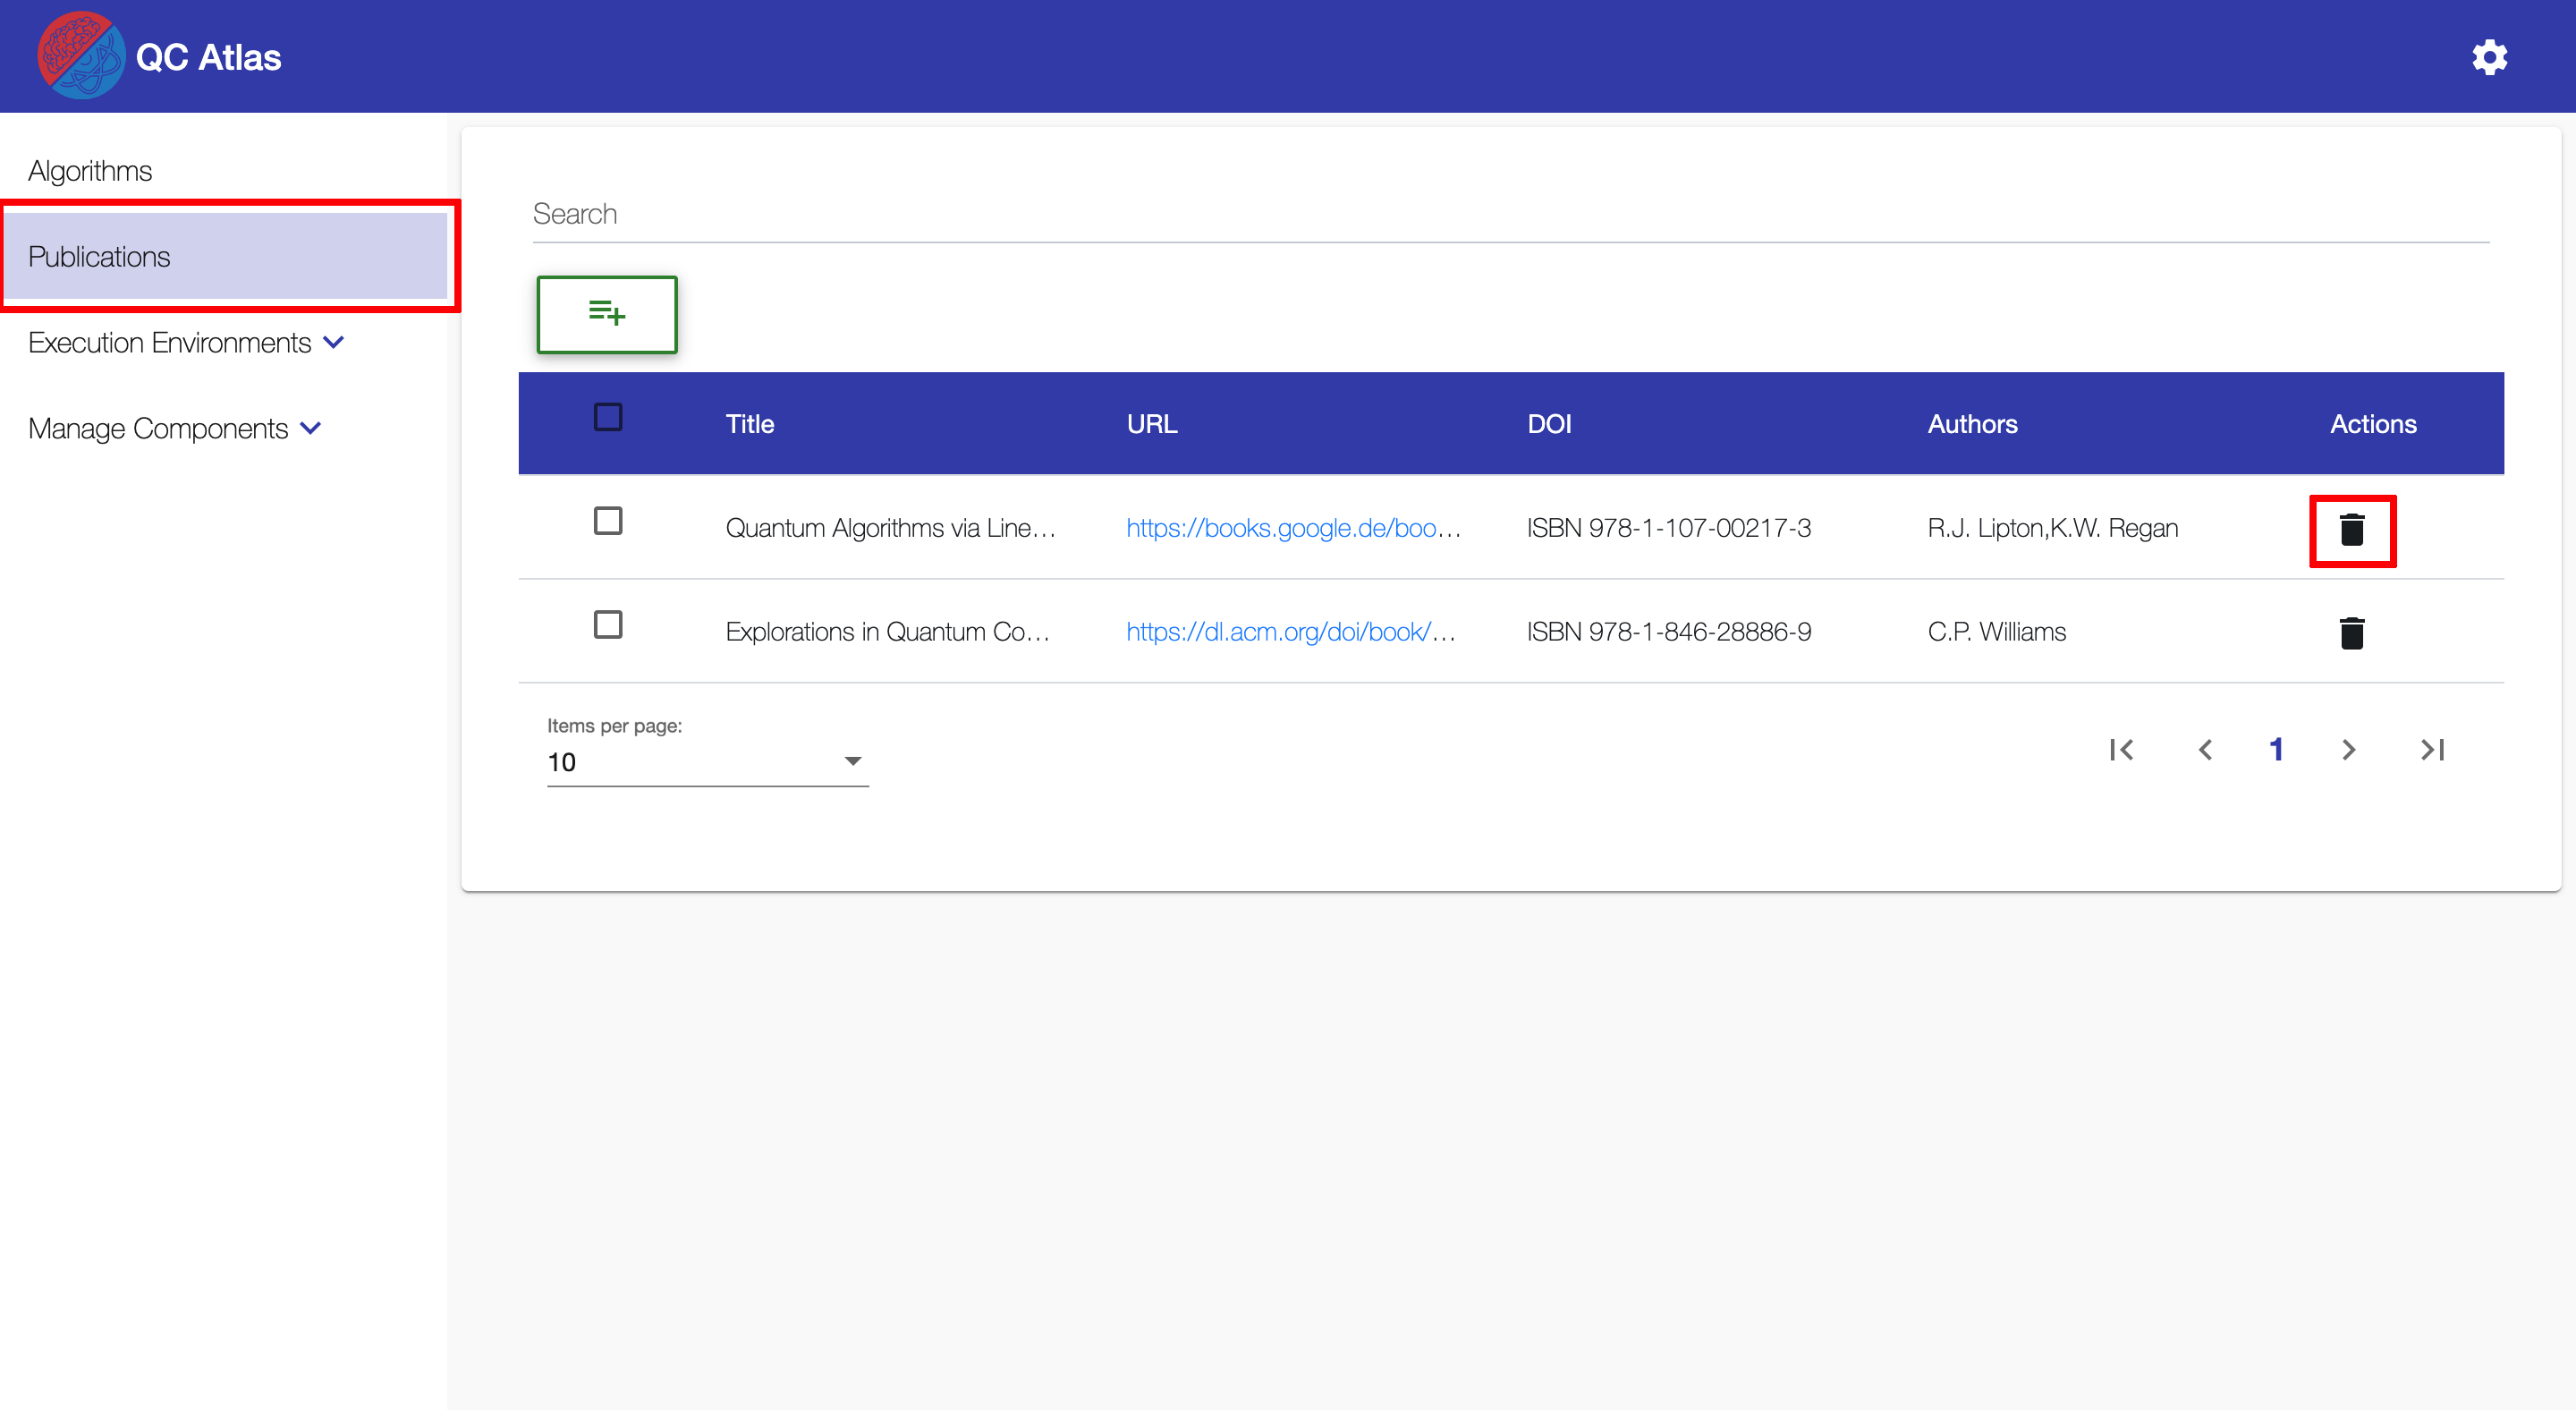 QC Atlas
Algorithms
Publications
Execution Environments
Manage Components
Search
Title URL DOI Authors Actions
Quantum Algorithms via Line... https://books.google.de/boo... ISBN 978-1-107-00217-3 R.J. Lipton,K.W. Regan
Explorations in Quantum Co... https://dl.acm.org/doi/book/... ISBN 978-1-846-28886-9 C.P. Williams
Items per page:
10
1